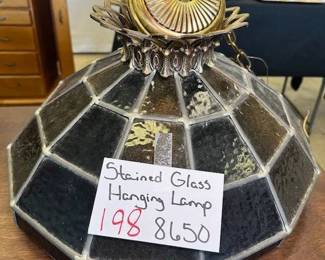 Stained Glass
Hanging Lamp
198 8650